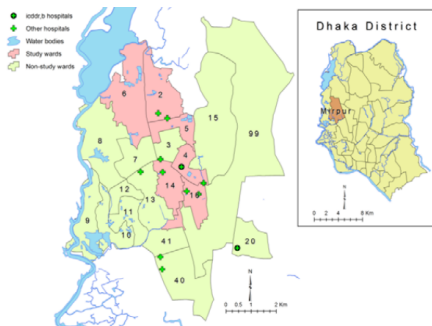 icddr,b hospitals
Other hospitals
Water bodies
Study wards
Non-study wards
Dhaka District
Mirpur
N
0 2 4 8 Km
6
2
5
15
99
3
8
4
7
14
16
12
13
11
9
10
41
20
40
N
0 0.5 1 2 Km